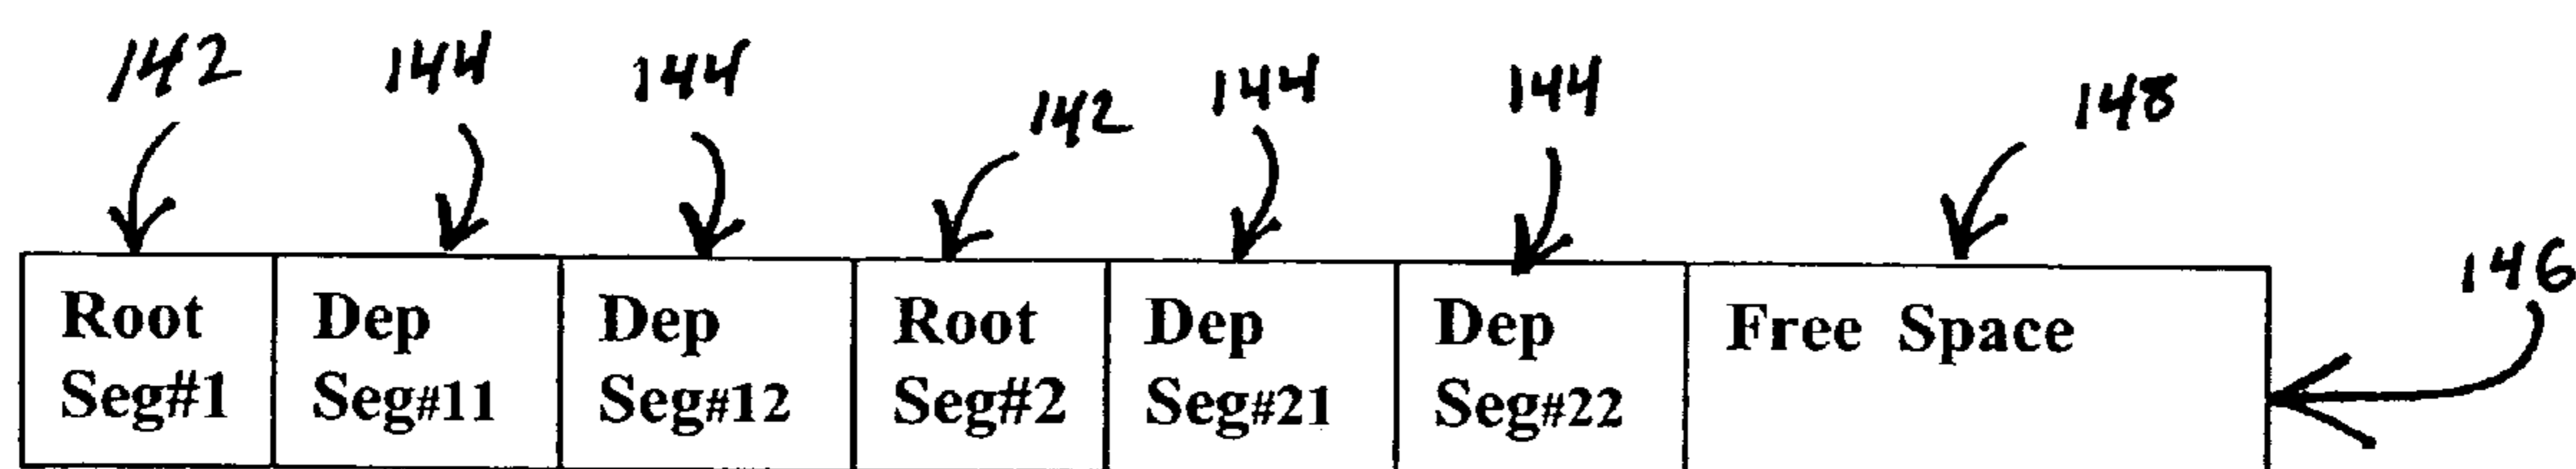 142 144 144 142 144 144 148
146
Root Dep Dep Root Dep Dep Free Space
Seg#1 Seg#11 Seg#12 Seg#2 Seg#21 Seg#22